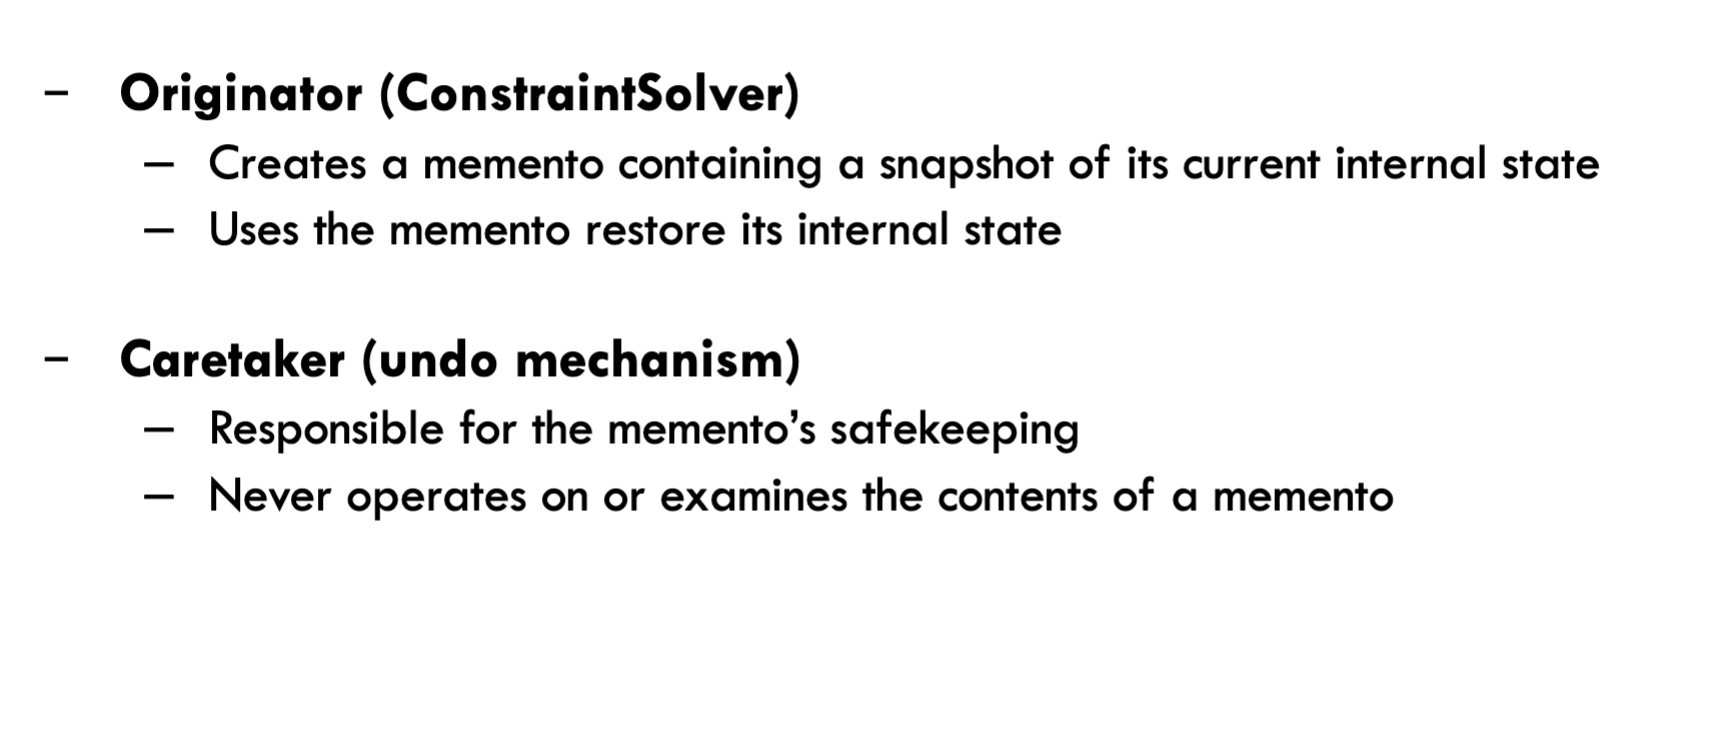 – Originator (ConstraintSolver)
– Creates a memento containing a snapshot of its current internal state
– Uses the memento restore its internal state
– Caretaker (undo mechanism)
– Responsible for the memento’s safekeeping
– Never operates on or examines the contents of a memento